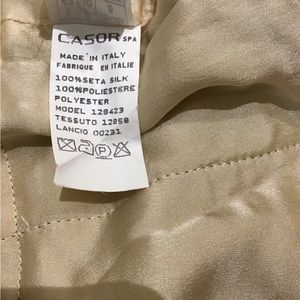 CASOR SPA
MADE IN ITALY
FABRIQUE EN ITALIE
100%SETA SILK
100%POLIESTERE
POLYESTER
MODEL 128423
TESSUTO 12858
LANCIO 00231
P